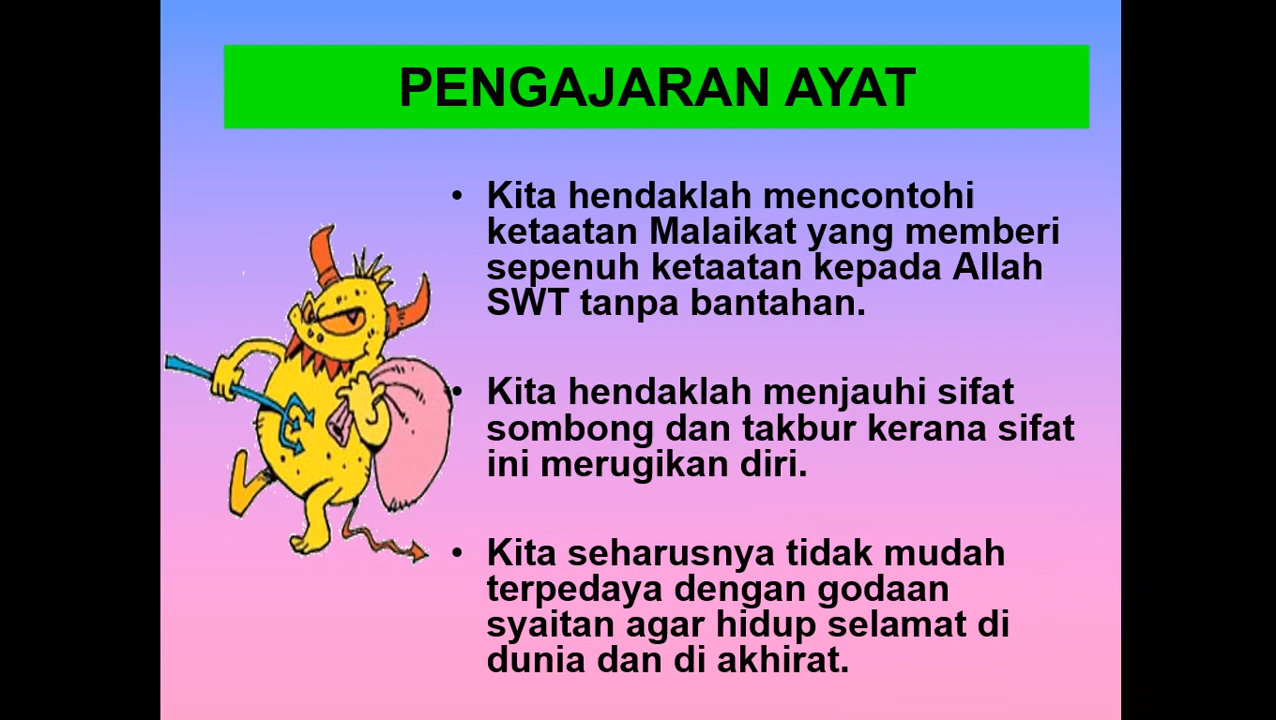 PENGAJARAN AYAT
• Kita hendaklah mencontohi
ketaatan Malaikat yang memberi
sepenuh ketaatan kepada Allah
SWT tanpa bantahan.
• Kita hendaklah menjauhi sifat
sombong dan takbur kerana sifat
ini merugikan diri.
• Kita seharusnya tidak mudah
terpedaya dengan godaan
syaitan agar hidup selamat di
dunia dan di akhirat.